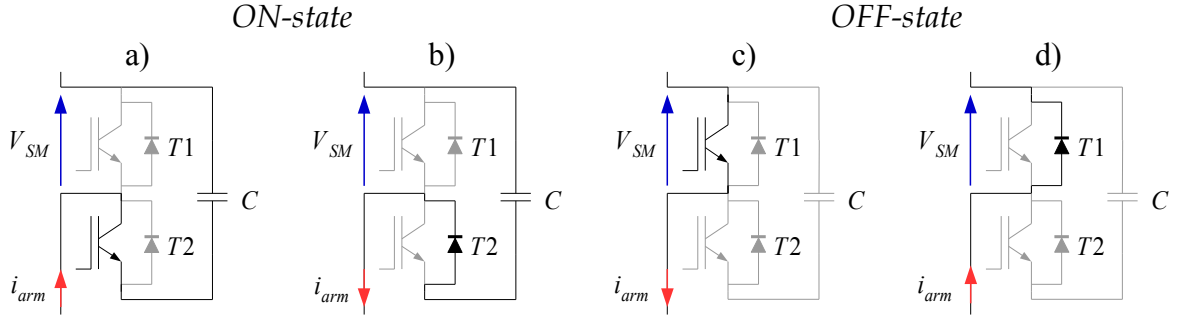 ON-state OFF-state
a) b) c) d)
V_SM T1 V_SM T1 V_SM T1 V_SM T1
C C C C
T2 T2 T2 T2
i_arm i_arm i_arm i_arm